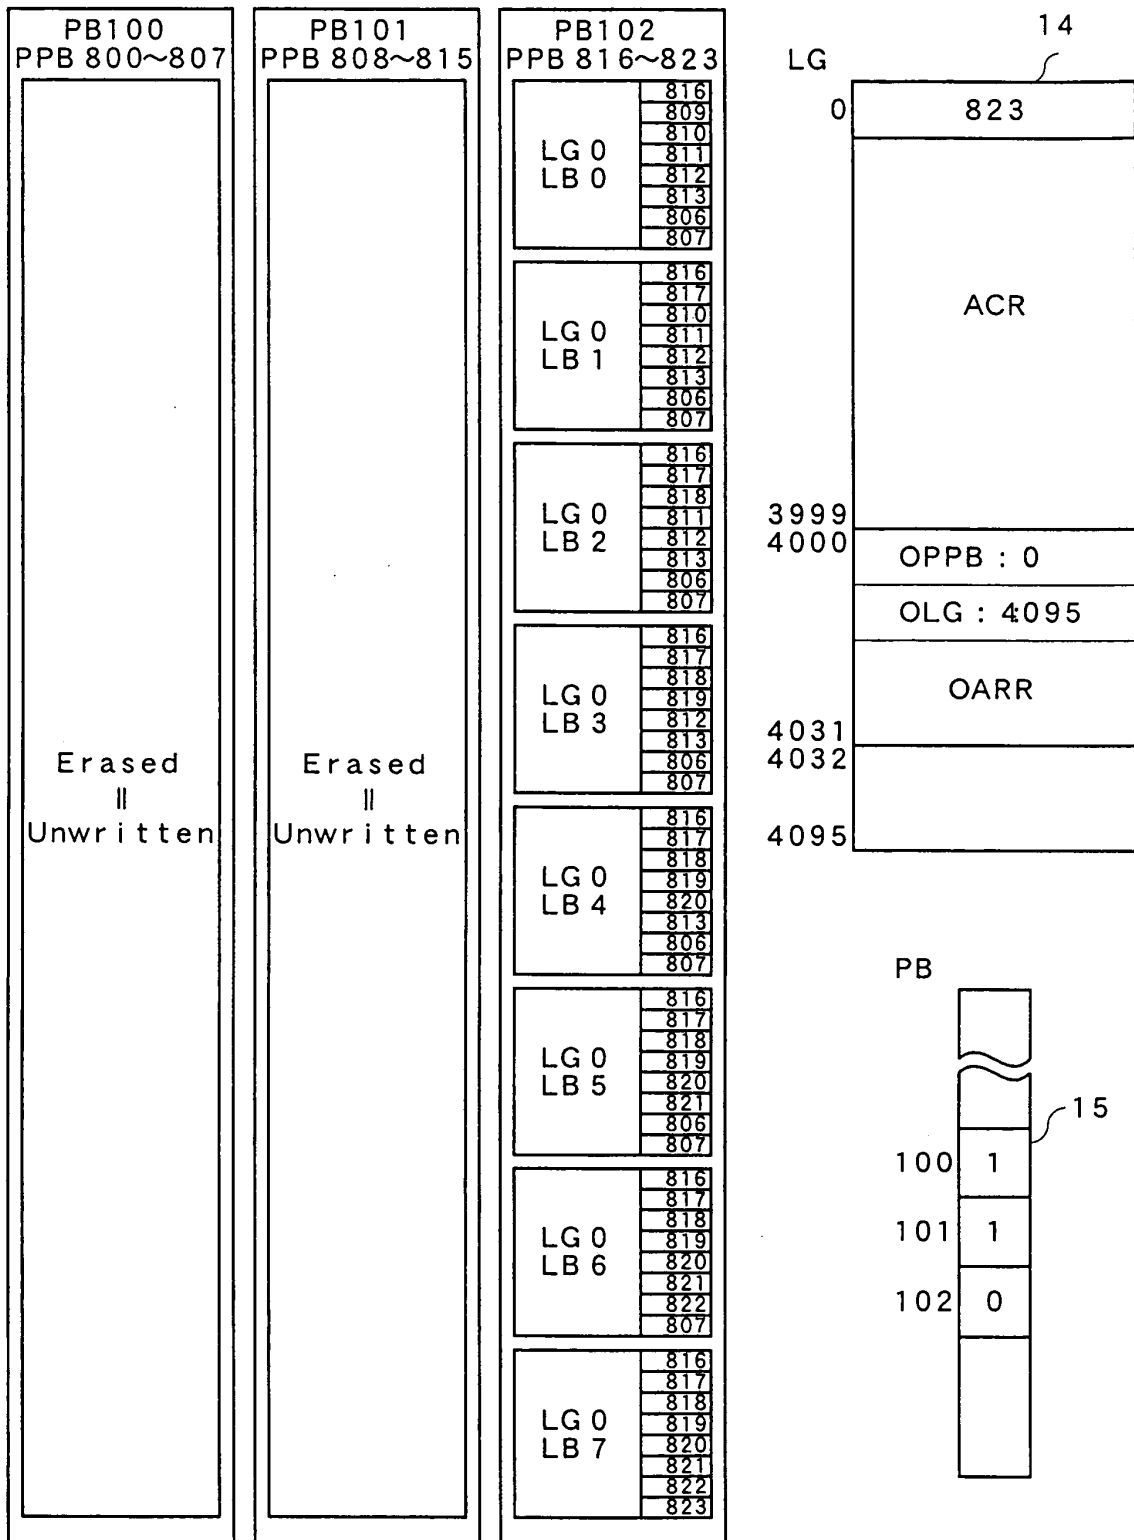 PB100
PPB 800~807
Erased
||
Unwritten
PB101
PPB 808~815
Erased
||
Unwritten
PB102
PPB 816~823
LG 0
LB 0
816
809
810
811
812
813
806
807
LG 0
LB 1
816
817
810
811
812
813
806
807
LG 0
LB 2
816
817
818
811
812
813
806
807
LG 0
LB 3
816
817
818
819
812
813
806
807
LG 0
LB 4
816
817
818
819
820
813
806
807
LG 0
LB 5
816
817
818
819
820
821
806
807
LG 0
LB 6
816
817
818
819
820
821
822
807
LG 0
LB 7
816
817
818
819
820
821
822
823
14
LG
0 823
ACR
3999
4000
OPPB : 0
OLG : 4095
OARR
4031
4032
4095
PB
15
100 1
101 1
102 0